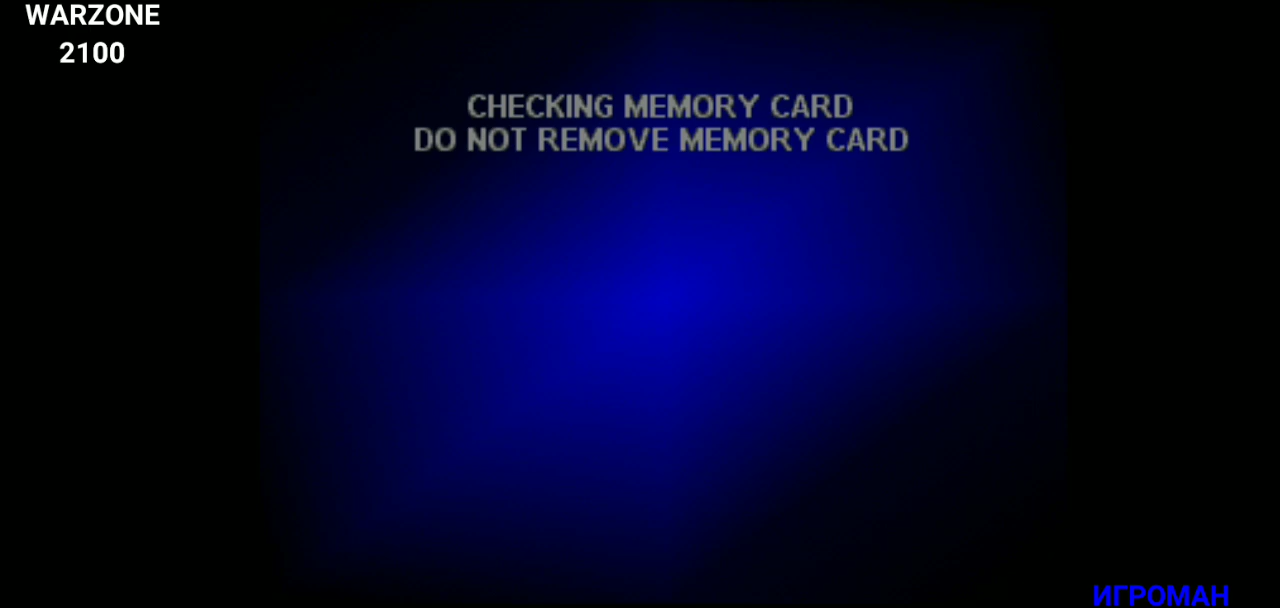 WARZONE
2100
CHECKING MEMORY CARD
DO NOT REMOVE MEMORY CARD
ИГРОМАН